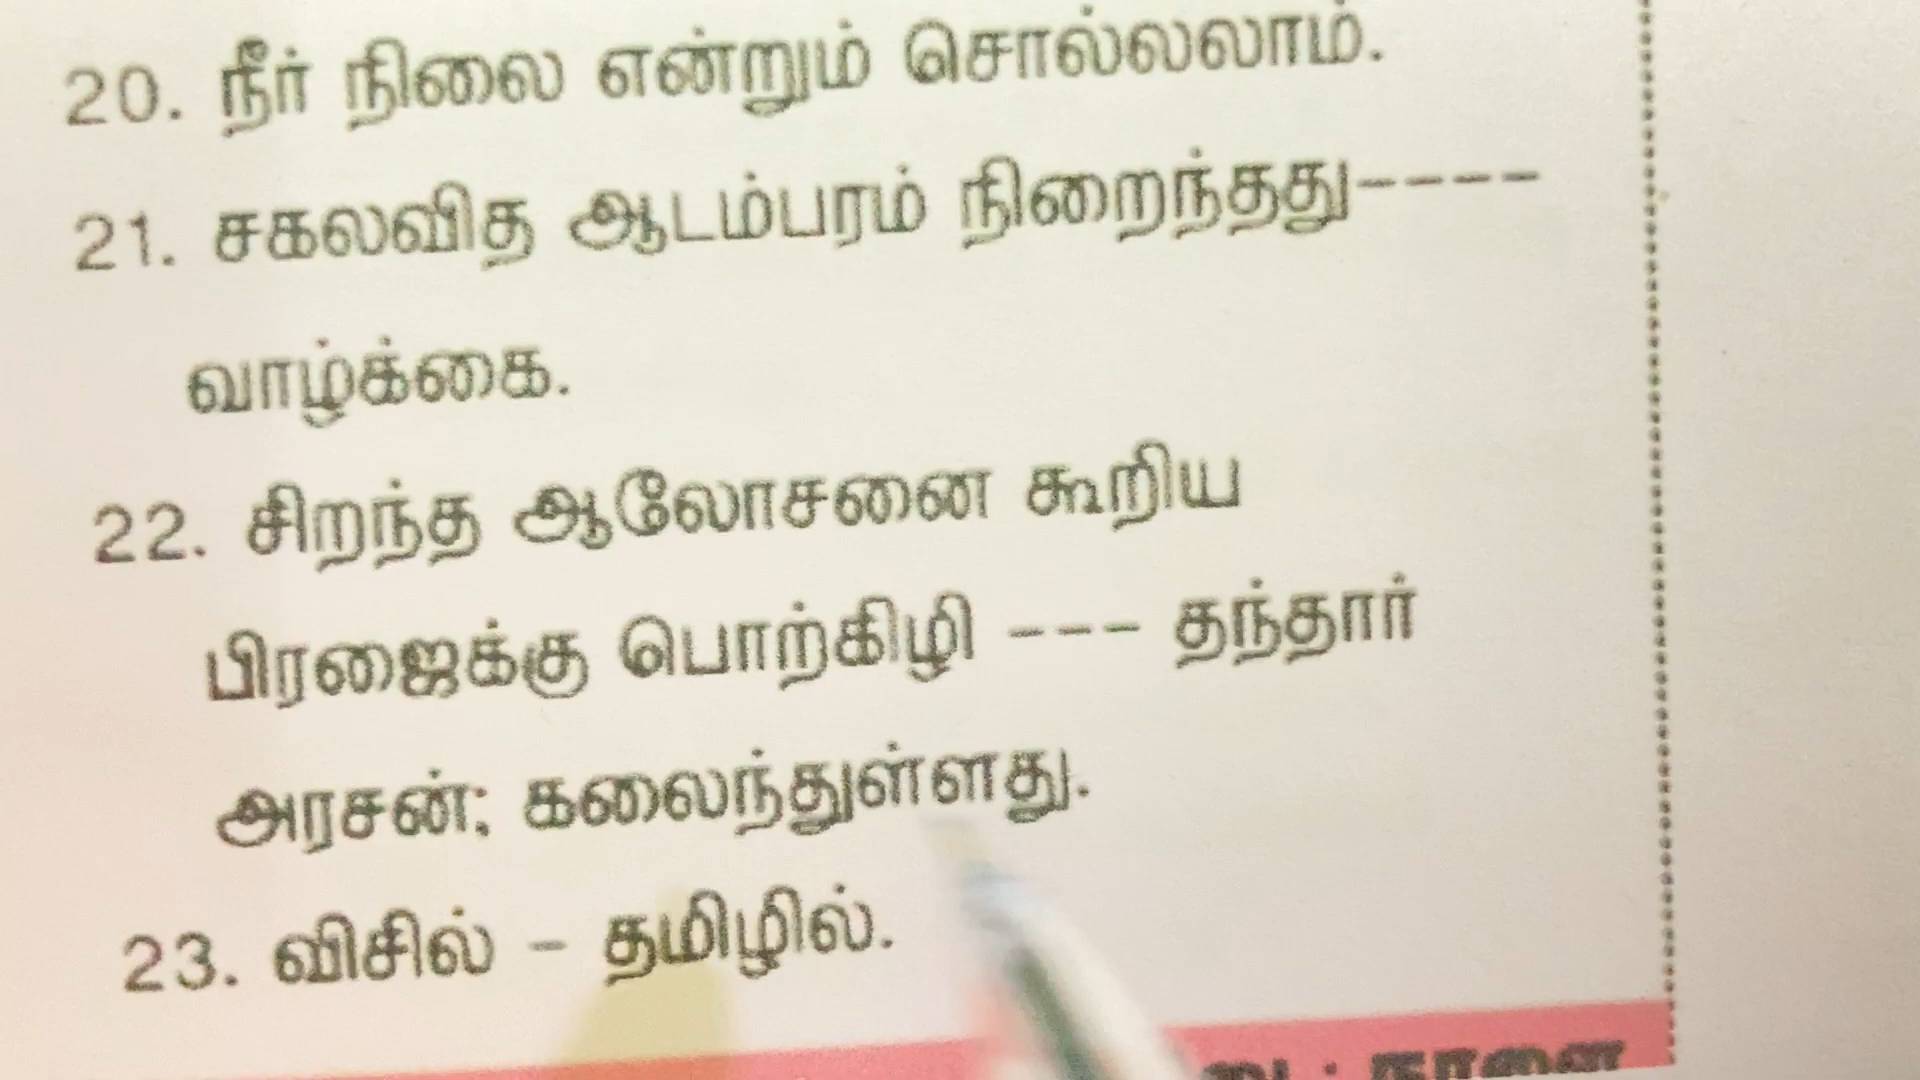 20. நீர் நிலை என்றும் சொல்லலாம்.
21. சகலவித ஆடம்பரம் நிறைந்தது----
வாழ்க்கை.
22. சிறந்த ஆலோசனை கூறிய
பிரஜைக்கு பொற்கிழி --- தந்தார்
அரசன்; கலைந்துள்ளது.
23. விசில் - தமிழில்.